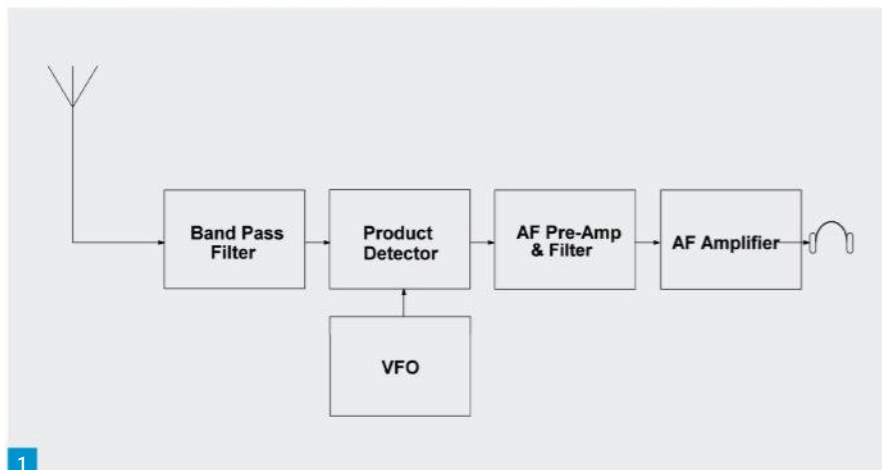 Band Pass
Filter
Product
Detector
AF Pre-Amp
& Filter
AF Amplifier
VFO
1